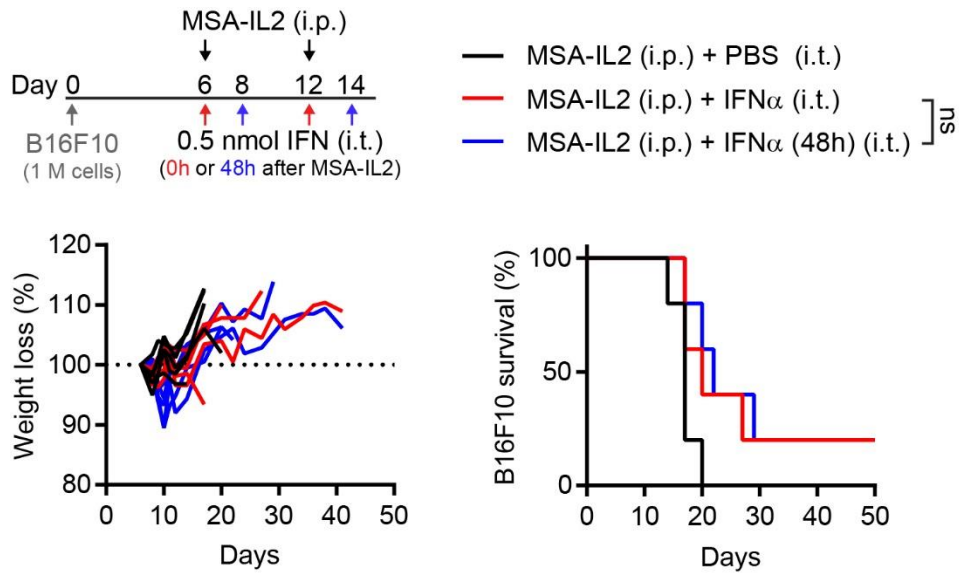 MSA-IL2 (i.p.)
Day 0 6 8 12 14
B16F10
(1 M cells)
0.5 nmol IFN (i.t.)
(0h or 48h after MSA-IL2)
MSA-IL2 (i.p.) + PBS (i.t.)
MSA-IL2 (i.p.) + IFNα (i.t.)
MSA-IL2 (i.p.) + IFNα (48h) (i.t.)
ns
Weight loss (%)
120
110
100
90
80
0 10 20 30 40 50
Days
B16F10 survival (%)
100
50
0
0 10 20 30 40 50
Days